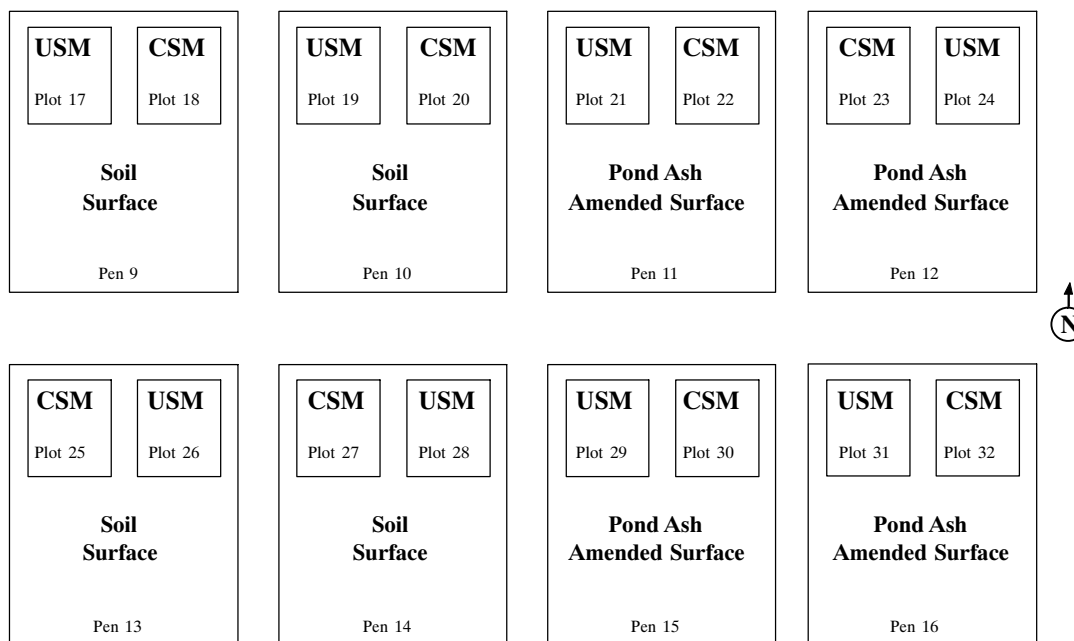 USM CSM
Plot 17 Plot 18
Soil
Surface
Pen 9
USM CSM
Plot 19 Plot 20
Soil
Surface
Pen 10
USM CSM
Plot 21 Plot 22
Pond Ash
Amended Surface
Pen 11
CSM USM
Plot 23 Plot 24
Pond Ash
Amended Surface
Pen 12
N
CSM USM
Plot 25 Plot 26
Soil
Surface
Pen 13
CSM USM
Plot 27 Plot 28
Soil
Surface
Pen 14
USM CSM
Plot 29 Plot 30
Pond Ash
Amended Surface
Pen 15
USM CSM
Plot 31 Plot 32
Pond Ash
Amended Surface
Pen 16